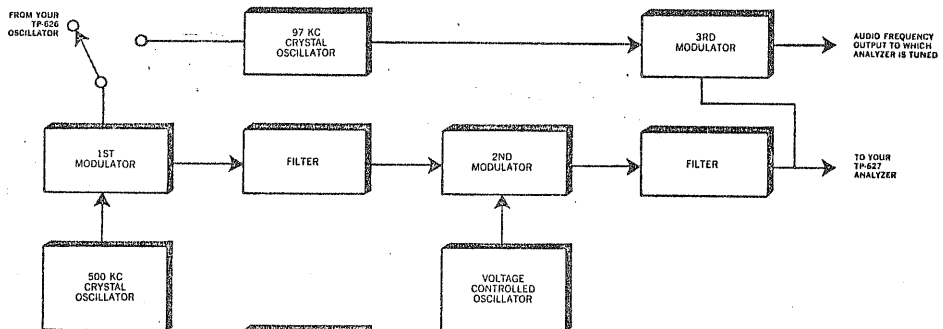 FROM YOUR
TP-626
OSCILLATOR
97 KC
CRYSTAL
OSCILLATOR
3RD
MODULATOR
AUDIO FREQUENCY
OUTPUT TO WHICH
ANALYZER IS TUNED
1ST
MODULATOR
FILTER
2ND
MODULATOR
FILTER
TO YOUR
TP-627
ANALYZER
500 KC
CRYSTAL
OSCILLATOR
VOLTAGE
CONTROLLED
OSCILLATOR